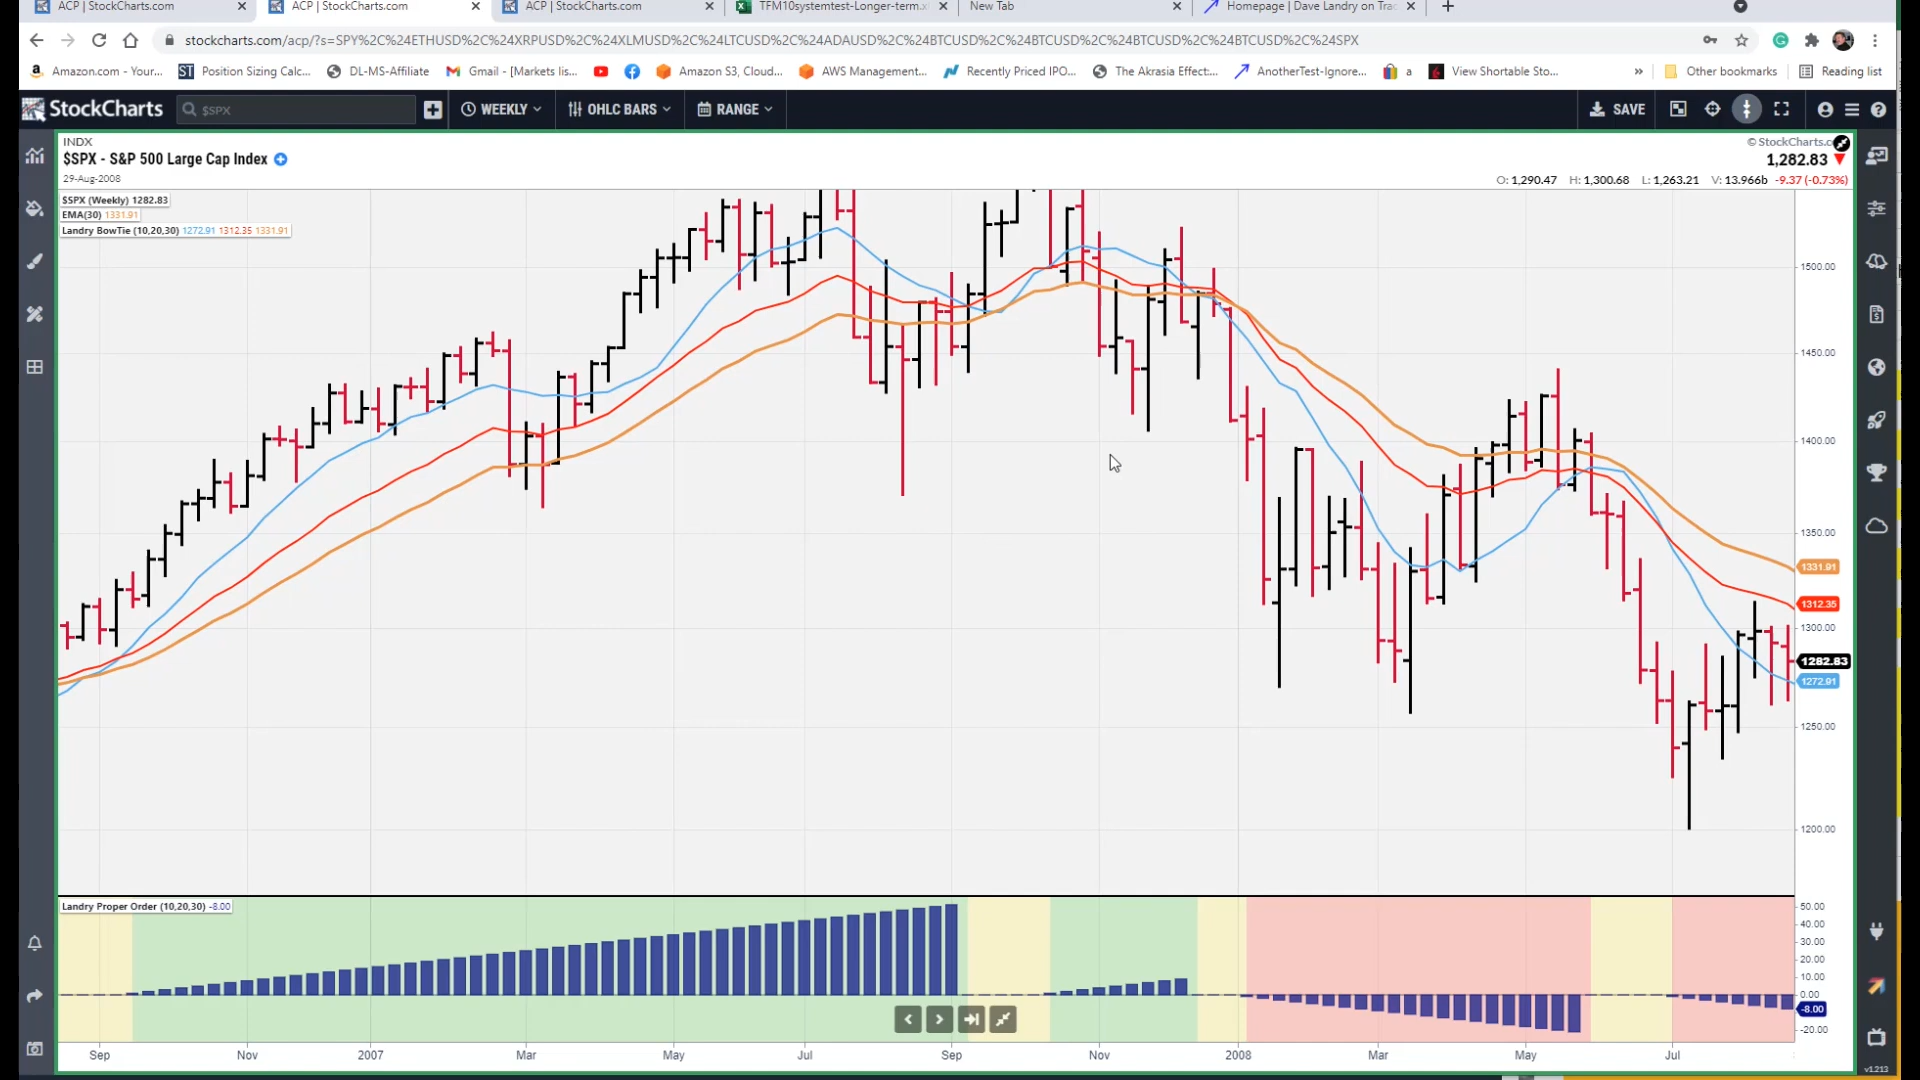 ACP | StockCharts.com ACP | StockCharts.com ACP | StockCharts.com TFM10systemtest-Longer-term.x New Tab Homepage | Dave Landry on Trac
stockcharts.com/acp/?s=SPY%2C%24ETHUSD%2C%24XRPUSD%2C%24XLMUSD%2C%24LTCUSD%2C%24ADAUSD%2C%24BTCUSD%2C%24BTCUSD%2C%24BTCUSD%2C%24BTCUSD%2C%24SPX
Amazon.com - Your... Position Sizing Calc... DL-MS-Affiliate Gmail - [Markets lis... Amazon S3, Cloud... AWS Management... Recently Priced IPO... The Akrasia Effect:... AnotherTest-Ignore... a View Shortable Sto... » Other bookmarks Reading list
StockCharts $SPX WEEKLY OHLC BARS RANGE SAVE
INDX
$SPX - S&P 500 Large Cap Index
29-Aug-2008
© StockCharts.c
1,282.83
O: 1,290.47 H: 1,300.68 L: 1,263.21 V: 13.966b -9.37 (-0.73%)
$SPX (Weekly) 1282.83
EMA(30) 1331.91
Landry BowTie (10,20,30) 1272.91 1312.35 1331.91
1500.00
1450.00
1400.00
1350.00
1331.91
1312.35
1300.00
1282.83
1272.91
1250.00
1200.00
Landry Proper Order (10,20,30) -8.00
50.00
40.00
30.00
20.00
10.00
0.00
-8.00
-20.00
Sep Nov 2007 Mar May Jul Sep Nov 2008 Mar May Jul
v1.213